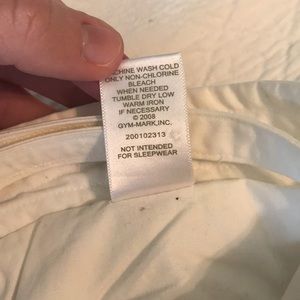 CHINE WASH COLD
ONLY NON-CHLORINE
BLEACH
WHEN NEEDED
TUMBLE DRY LOW
WARM IRON
IF NECESSARY
© 2008
GYM-MARK,INC.
200102313
NOT INTENDED
FOR SLEEPWEAR